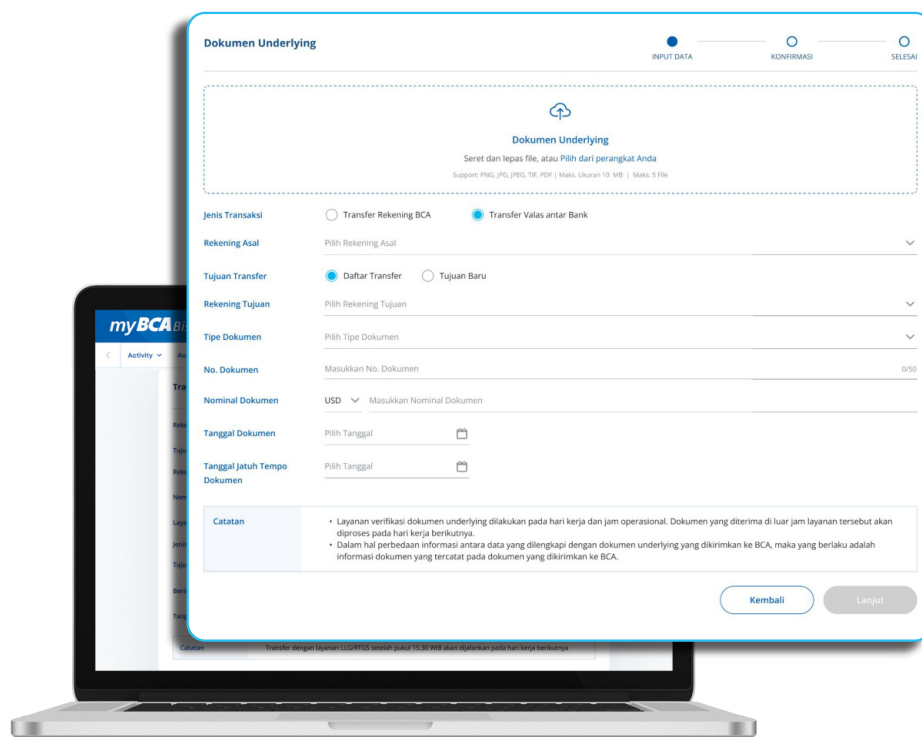 Dokumen Underlying
INPUT DATA
KONFIRMASI
SELESAI
Dokumen Underlying
Seret dan lepas file, atau Pilih dari perangkat Anda
Support: PNG, JPG, JPEG, TIF, PDF | Maks. Ukuran 10 MB | Maks. 5 File
Jenis Transaksi Transfer Rekening BCA Transfer Valas antar Bank
Rekening Asal Pilih Rekening Asal
Tujuan Transfer Daftar Transfer Tujuan Baru
Rekening Tujuan Pilih Rekening Tujuan
Tipe Dokumen Pilih Tipe Dokumen
No. Dokumen Masukkan No. Dokumen 0/50
Nominal Dokumen USD Masukkan Nominal Dokumen
Tanggal Dokumen Pilih Tanggal
Tanggal Jatuh Tempo Pilih Tanggal
Dokumen
Catatan • Layanan verifikasi dokumen underlying dilakukan pada hari kerja dan jam operasional. Dokumen yang diterima di luar jam layanan tersebut akan
diproses pada hari kerja berikutnya.
• Dalam hal perbedaan informasi antara data yang dilengkapi dengan dokumen underlying yang dikirimkan ke BCA, maka yang berlaku adalah
informasi dokumen yang tercatat pada dokumen yang dikirimkan ke BCA.
Kembali Lanjut
myBCA
Activity
Catatan Transfer dengan layanan LLG/RTGS setelah pukul 15.30 WIB akan dijalankan pada hari kerja berikutnya